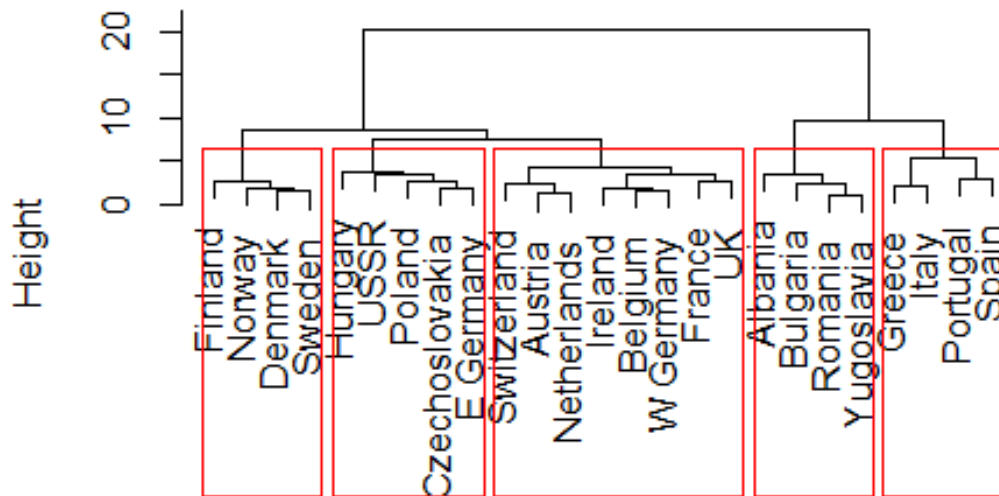 20
10
0
Height
Finland
Norway
Denmark
Sweden
Hungary
USSR
Poland
Czechoslovakia
E Germany
Switzerland
Austria
Netherlands
Ireland
Belgium
W Germany
France
UK
Albania
Bulgaria
Romania
Yugoslavia
Greece
Italy
Portugal
Spain